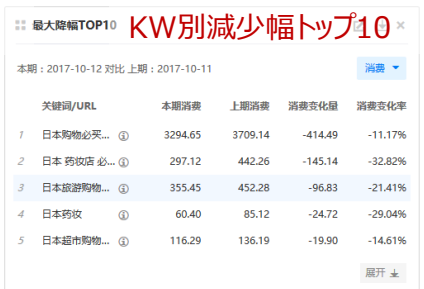 最大降幅TOP10
KW別減少幅トップ10
本期：2017-10-12 对比 上期：2017-10-11
消费
关键词/URL 本期消费 上期消费 消费变化量 消费变化率
1 日本购物必买... 3294.65 3709.14 -414.49 -11.17%
2 日本 药妆店 必... 297.12 442.26 -145.14 -32.82%
3 日本旅游购物... 355.45 452.28 -96.83 -21.41%
4 日本药妆 60.40 85.12 -24.72 -29.04%
5 日本超市购物... 116.29 136.19 -19.90 -14.61%
展开